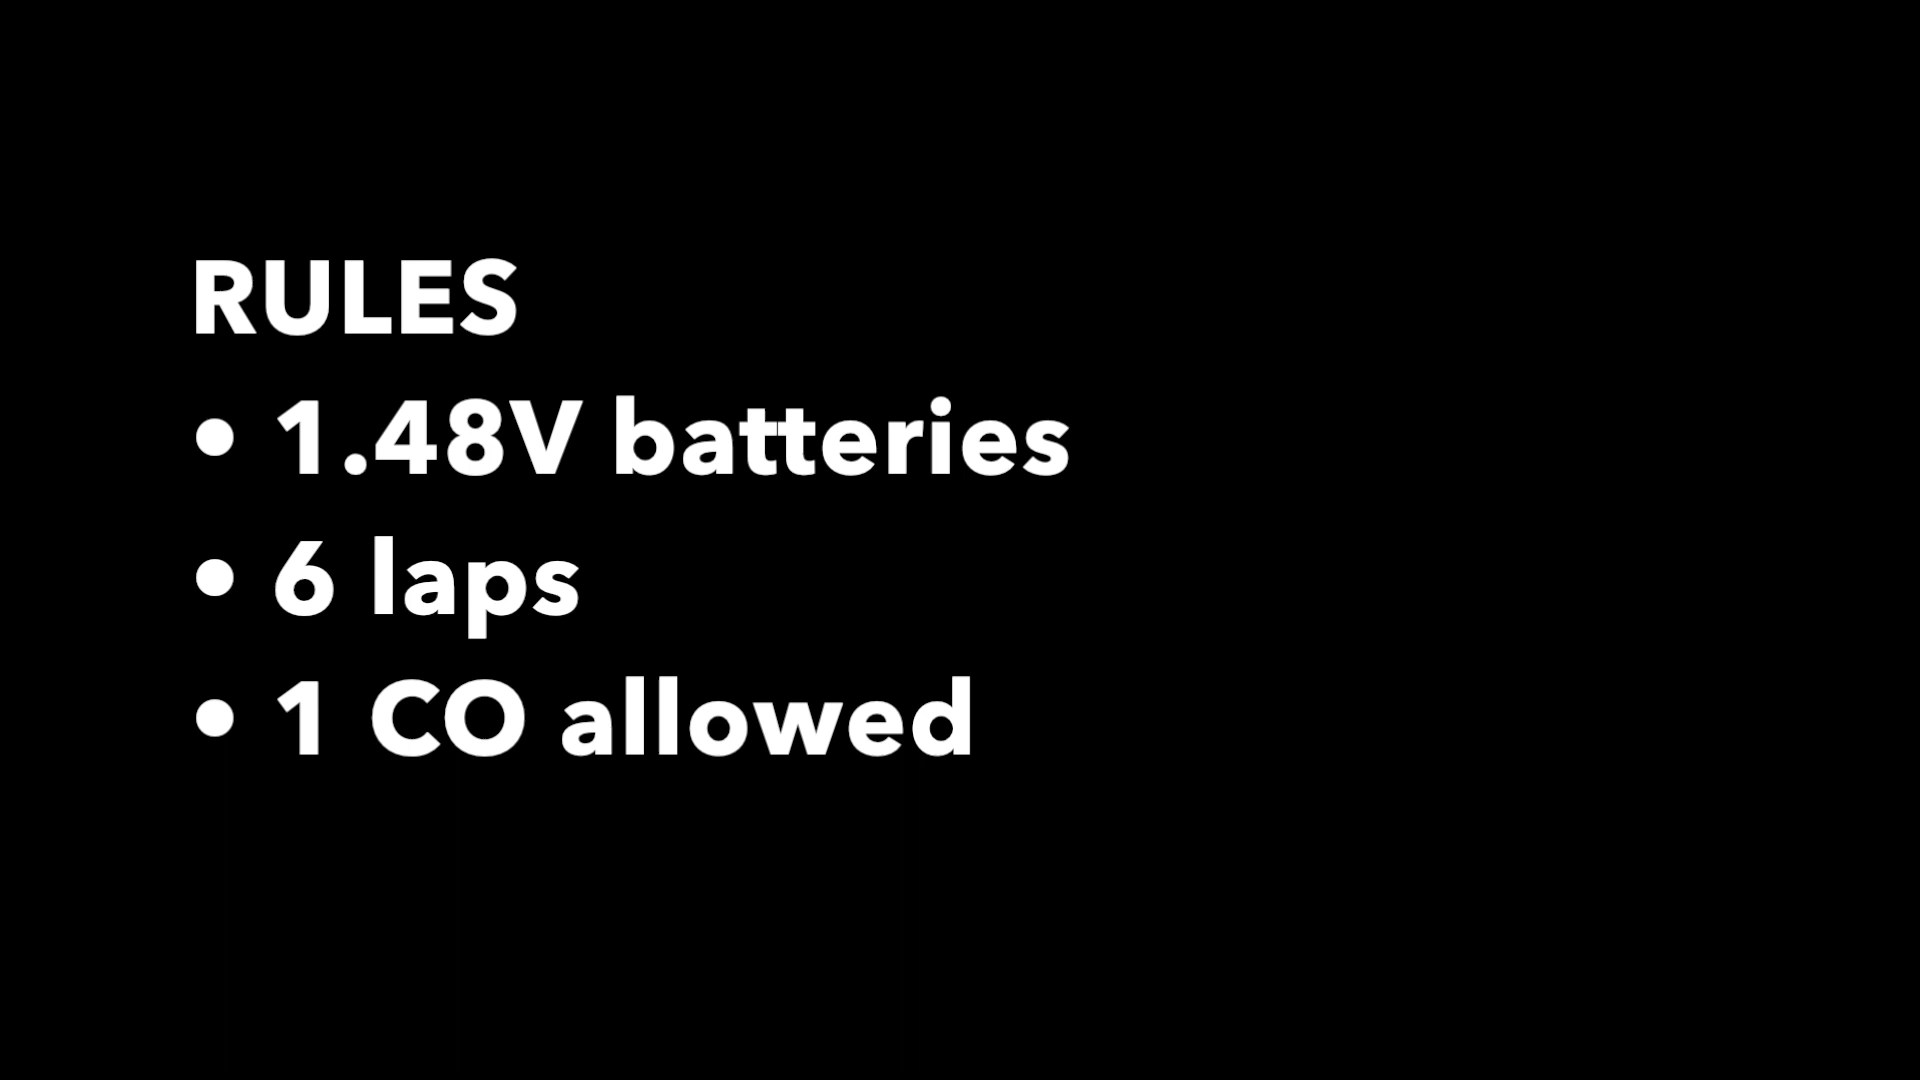 RULES
• 1.48V batteries
• 6 laps
• 1 CO allowed